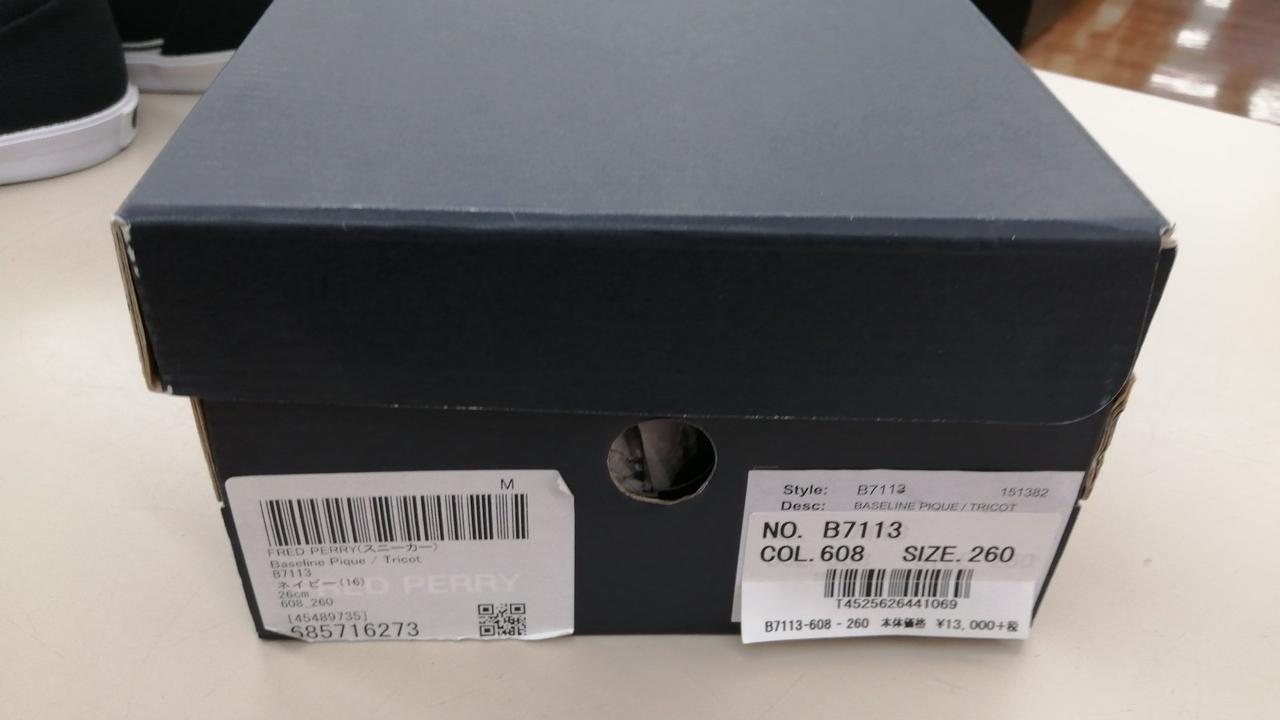 M
FRED PERRY(スニーカー)
Baseline Pique / Tricot
B7113
ネイビー(16)
FRED PERRY
26cm
608_260
[45489735]
685716273
Style: B7113 151382
Desc: BASELINE PIQUE / TRICOT
NO. B7113
COL. 608 SIZE. 260
T4525626441069
B7113-608 - 260 本体価格 ¥13,000+税